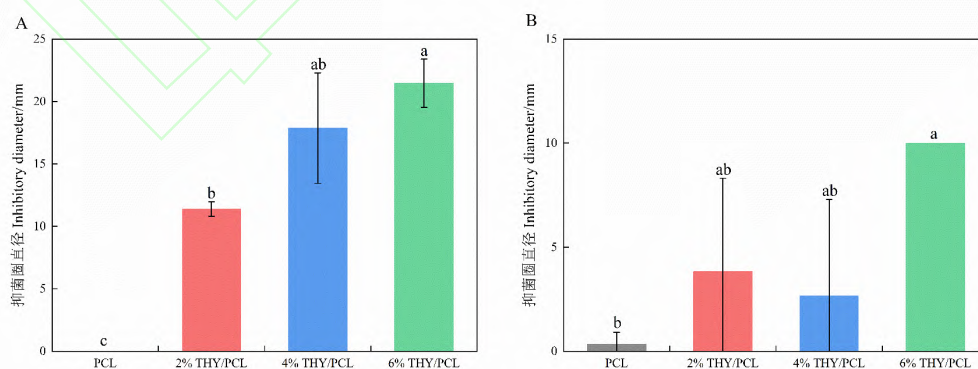 A
抑菌圈直径 Inhibitory diameter/mm
25
20
15
10
5
0
c
b
ab
a
PCL
2% THY/PCL
4% THY/PCL
6% THY/PCL
B
抑菌圈直径 Inhibitory diameter/mm
15
10
5
0
b
ab
ab
a
PCL
2% THY/PCL
4% THY/PCL
6% THY/PCL